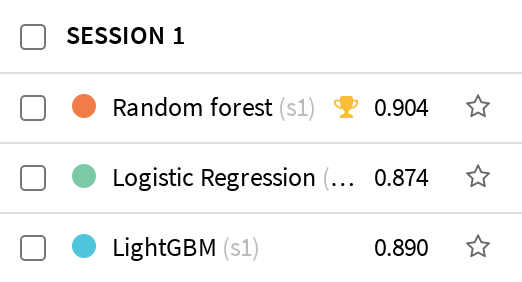 SESSION 1
Random forest (s1) 0.904
Logistic Regression (... 0.874
LightGBM (s1) 0.890